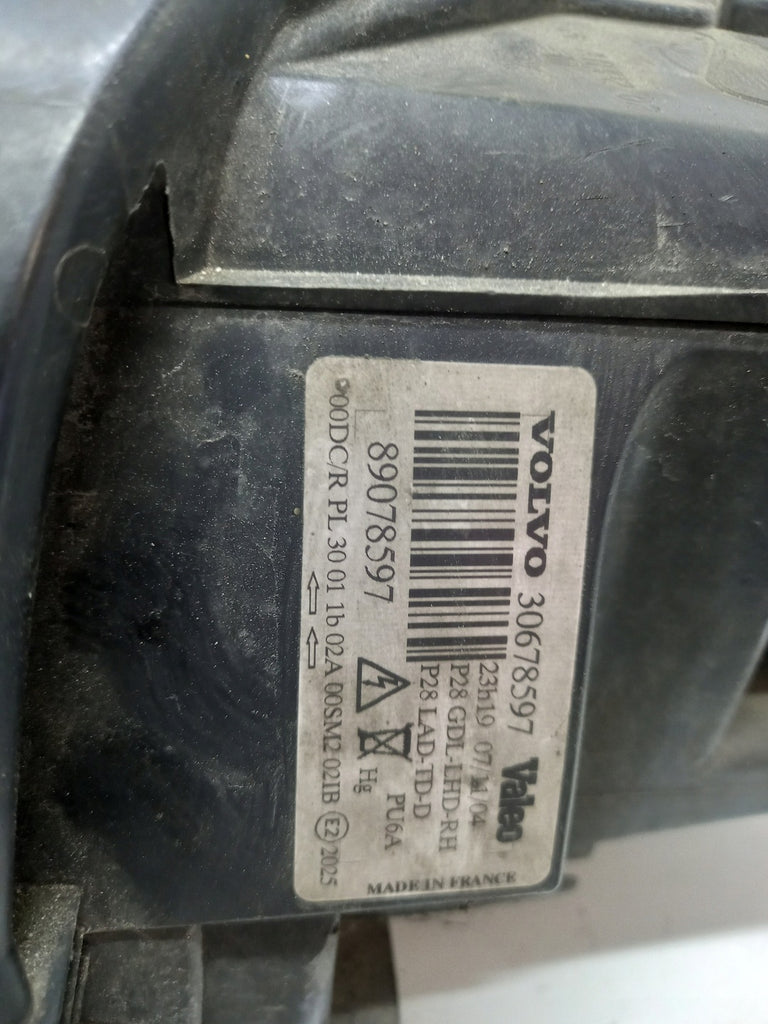 VOLVO 30678597 Valeo
23h19 07/11/04
P28 GDL-LHD-RH
P28 LAD-TD-D
89078597
PU6A
Hg
00DC/R PL 30 01 1b 02A 00SM2 02IB E2 2025
MADE IN FRANCE